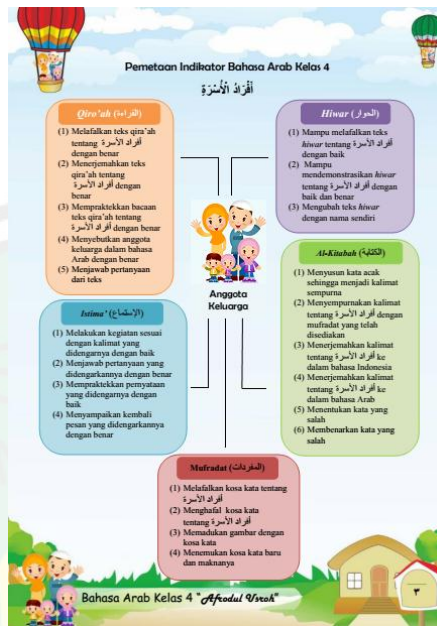 Pemetaan Indikator Bahasa Arab Kelas 4
أَفْرَادُ الْأُسْرَةِ
Qiro'ah (القراءة)
(1) Melafalkan teks qira'ah
tentang أفراد الأسرة
dengan benar
(2) Menerjemahkan teks
qira'ah tentang
أفراد الأسرة dengan
benar
(3) Mempraktekkan bacaan
teks qira'ah tentang
أفراد الأسرة dengan benar
(4) Menyebutkan anggota
keluarga dalam bahasa
Arab dengan benar
(5) Menjawab pertanyaan
dari teks
Hiwar (الحوار)
(1) Mampu melafalkan teks
hiwar tentang أفراد الأسرة
dengan baik
(2) Mampu
mendemonstrasikan hiwar
tentang أفراد الأسرة dengan
baik dan benar
(3) Mengubah teks hiwar
dengan nama sendiri
Anggota
Keluarga
Istima' (الإستماع)
(1) Melakukan kegiatan sesuai
dengan kalimat yang
didengarnya dengan baik
(2) Menjawab pertanyaan yang
didengarkannya dengan benar
(3) Mempraktekkan pernyataan
yang didengarnya dengan
baik
(4) Menyampaikan kembali
pesan yang didengarkannya
dengan benar
Al-Kitabah (الكتابة)
(1) Menyusun kata acak
sehingga menjadi kalimat
sempurna
(2) Menyempurnakan kalimat
tentang أفراد الأسرة dengan
mufradat yang telah
disediakan
(3) Menerjemahkan kalimat
tentang أفراد الأسرة ke
dalam bahasa Indonesia
(4) Menerjemahkan kalimat
tentang أفراد الأسرة ke
dalam bahasa Arab
(5) Menentukan kata yang
salah
(6) Membenarkan kata yang
salah
Mufradat (المفردات)
(1) Melafalkan kosa kata tentang
أفراد الأسرة
(2) Menghafal kosa kata
tentang أفراد الأسرة
(3) Memadukan gambar dengan
kosa kata
(4) Menemukan kosa kata baru
dan maknanya
Bahasa Arab Kelas 4 "Afrodul Usroh"
٣